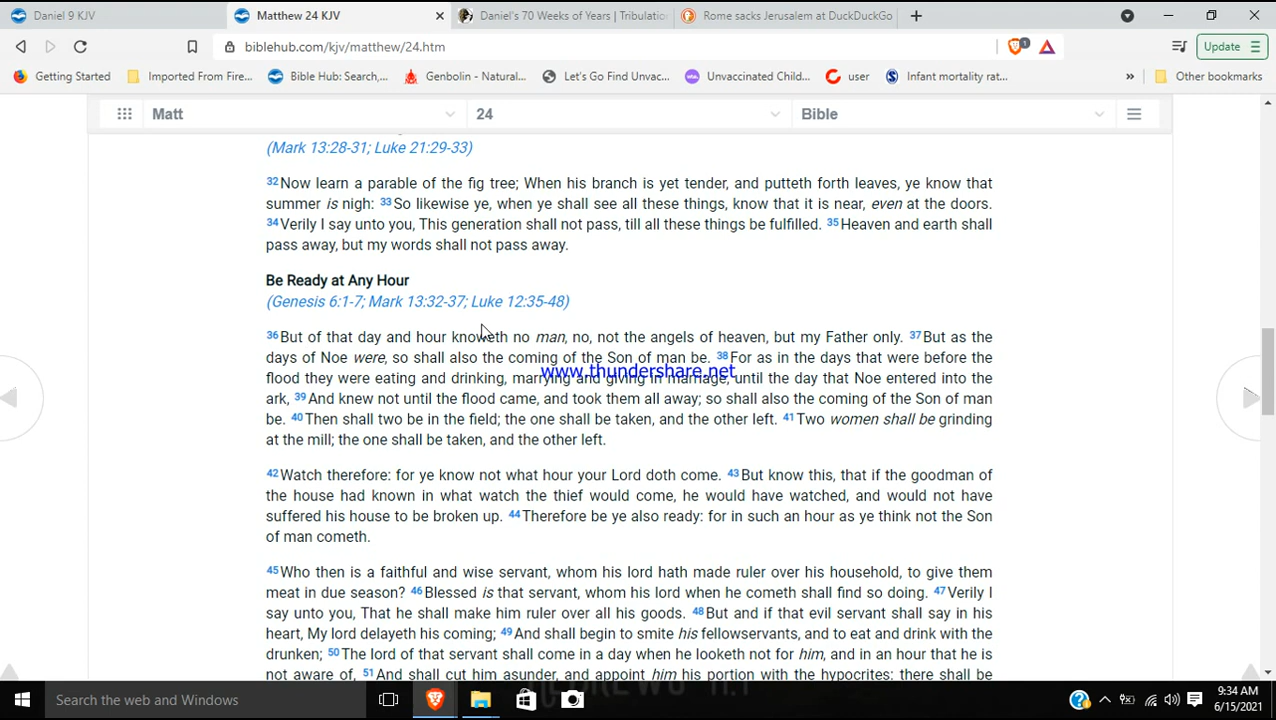 Daniel 9 KJV
Matthew 24 KJV
Daniel's 70 Weeks of Years | Tribulatio
Rome sacks Jerusalem at DuckDuckGo
biblehub.com/kjv/matthew/24.htm
1
Update
Getting Started
Imported From Fire...
Bible Hub: Search,...
Genbolin - Natural...
Let's Go Find Unvac...
Unvaccinated Child...
user
Infant mortality rat...
»
Other bookmarks
Matt
24
Bible
(Mark 13:28-31; Luke 21:29-33)
32Now learn a parable of the fig tree; When his branch is yet tender, and putteth forth leaves, ye know that
summer is nigh: 33So likewise ye, when ye shall see all these things, know that it is near, even at the doors.
34Verily I say unto you, This generation shall not pass, till all these things be fulfilled. 35Heaven and earth shall
pass away, but my words shall not pass away.
Be Ready at Any Hour
(Genesis 6:1-7; Mark 13:32-37; Luke 12:35-48)
36But of that day and hour knoweth no man, no, not the angels of heaven, but my Father only. 37But as the
days of Noe were, so shall also the coming of the Son of man be. 38For as in the days that were before the
www.thundershare.net
flood they were eating and drinking, marrying and giving in marriage, until the day that Noe entered into the
ark, 39And knew not until the flood came, and took them all away; so shall also the coming of the Son of man
be. 40Then shall two be in the field; the one shall be taken, and the other left. 41Two women shall be grinding
at the mill; the one shall be taken, and the other left.
42Watch therefore: for ye know not what hour your Lord doth come. 43But know this, that if the goodman of
the house had known in what watch the thief would come, he would have watched, and would not have
suffered his house to be broken up. 44Therefore be ye also ready: for in such an hour as ye think not the Son
of man cometh.
45Who then is a faithful and wise servant, whom his lord hath made ruler over his household, to give them
meat in due season? 46Blessed is that servant, whom his lord when he cometh shall find so doing. 47Verily I
say unto you, That he shall make him ruler over all his goods. 48But and if that evil servant shall say in his
heart, My lord delayeth his coming; 49And shall begin to smite his fellowservants, and to eat and drink with the
drunken; 50The lord of that servant shall come in a day when he looketh not for him, and in an hour that he is
not aware of, 51And shall cut him asunder, and appoint him his portion with the hypocrites: there shall be
Search the web and Windows
9:34 AM
6/15/2021